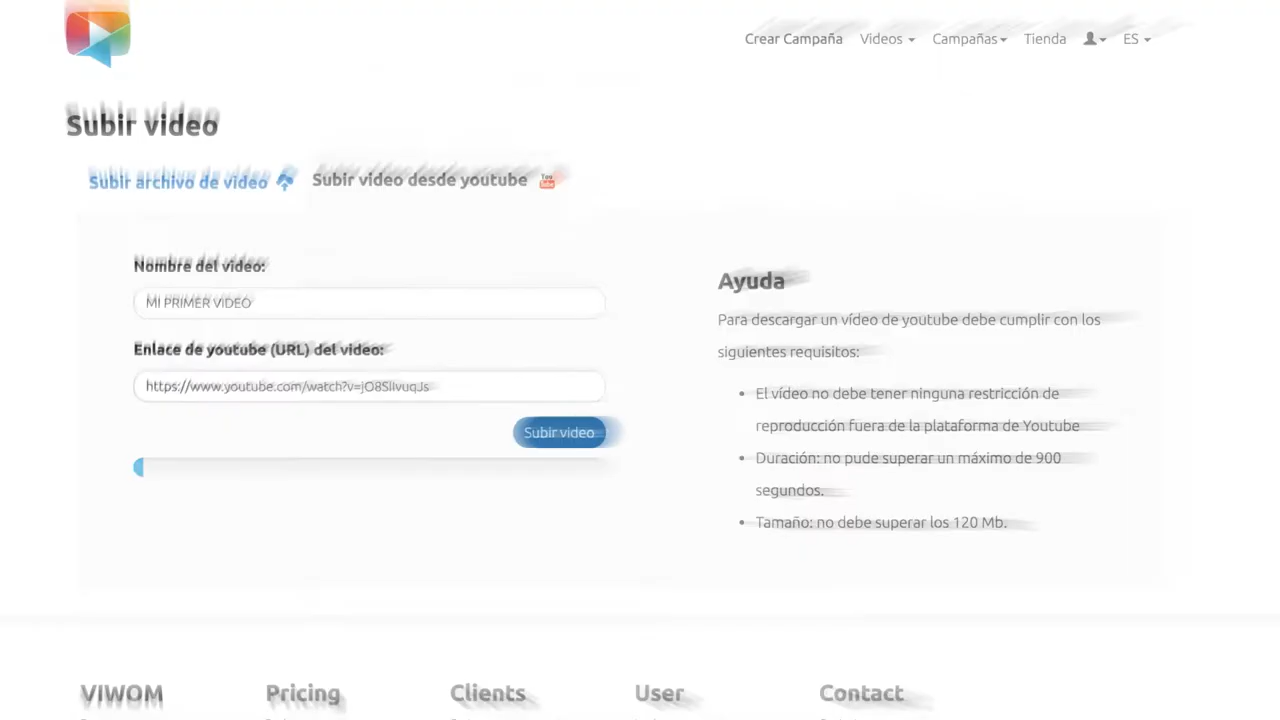 Crear Campaña Videos Campañas Tienda ES
Subir video
Subir archivo de video Subir video desde youtube You Tube
Nombre del video:
MI PRIMER VIDEO
Enlace de youtube (URL) del video:
https://www.youtube.com/watch?v=jO8SIIvuqJs
Subir video
Ayuda
Para descargar un vídeo de youtube debe cumplir con los
siguientes requisitos:
El vídeo no debe tener ninguna restricción de
reproducción fuera de la plataforma de Youtube
Duración: no pude superar un máximo de 900
segundos.
Tamaño: no debe superar los 120 Mb.
VIWOM Pricing Clients User Contact